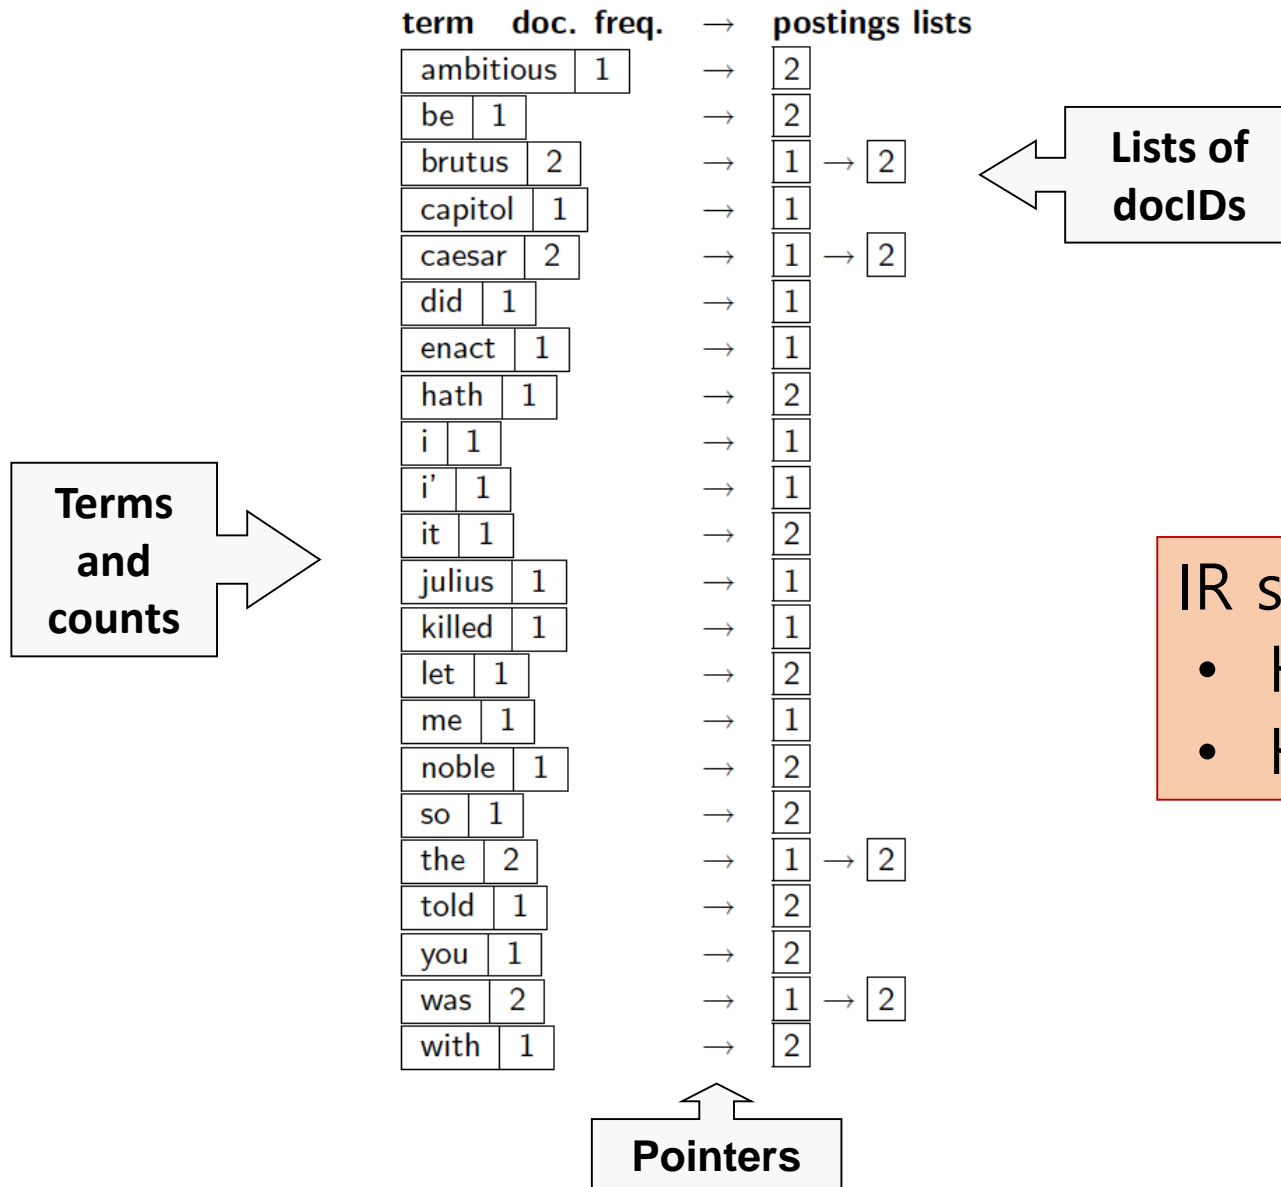 term doc. freq. → postings lists
ambitious 1 → 2
be 1 → 2
brutus 2 → 1 → 2
capitol 1 → 1
caesar 2 → 1 → 2
did 1 → 1
enact 1 → 1
hath 1 → 2
i 1 → 1
i' 1 → 1
it 1 → 2
julius 1 → 1
killed 1 → 1
let 1 → 2
me 1 → 1
noble 1 → 2
so 1 → 2
the 2 → 1 → 2
told 1 → 2
you 1 → 2
was 2 → 1 → 2
with 1 → 2
Lists of
docIDs
Terms
and
counts
IR
Pointers